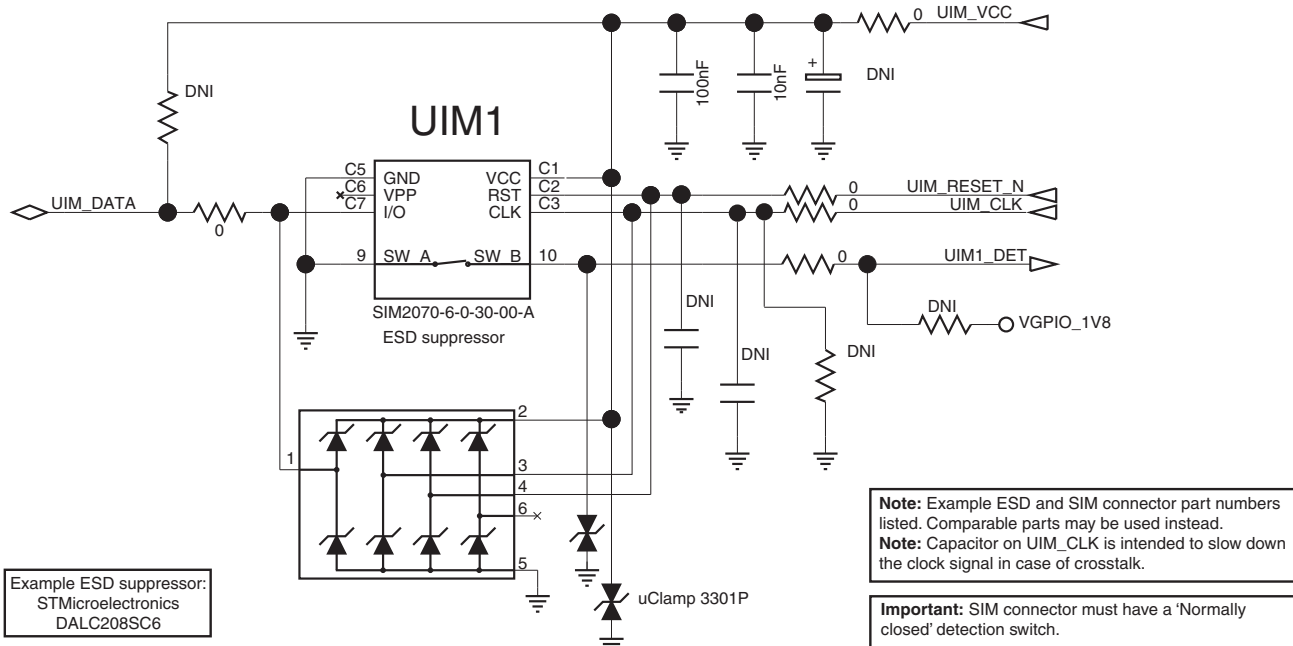 0 UIM_VCC
DNI
100nF
10nF
+
DNI
UIM1
C5 GND VCC C1
C6 VPP RST C2
C7 I/O CLK C3
UIM_DATA
0
0 UIM_RESET_N
0 UIM_CLK
9 SW_A SW_B 10
0 UIM1_DET
SIM2070-6-0-30-00-A
ESD suppressor
DNI
DNI
DNI
DNI
VGPIO_1V8
1
2
3
4
6
5
uClamp 3301P
Example ESD suppressor:
STMicroelectronics
DALC208SC6
Note: Example ESD and SIM connector part numbers
listed. Comparable parts may be used instead.
Note: Capacitor on UIM_CLK is intended to slow down
the clock signal in case of crosstalk.
Important: SIM connector must have a ‘Normally
closed’ detection switch.